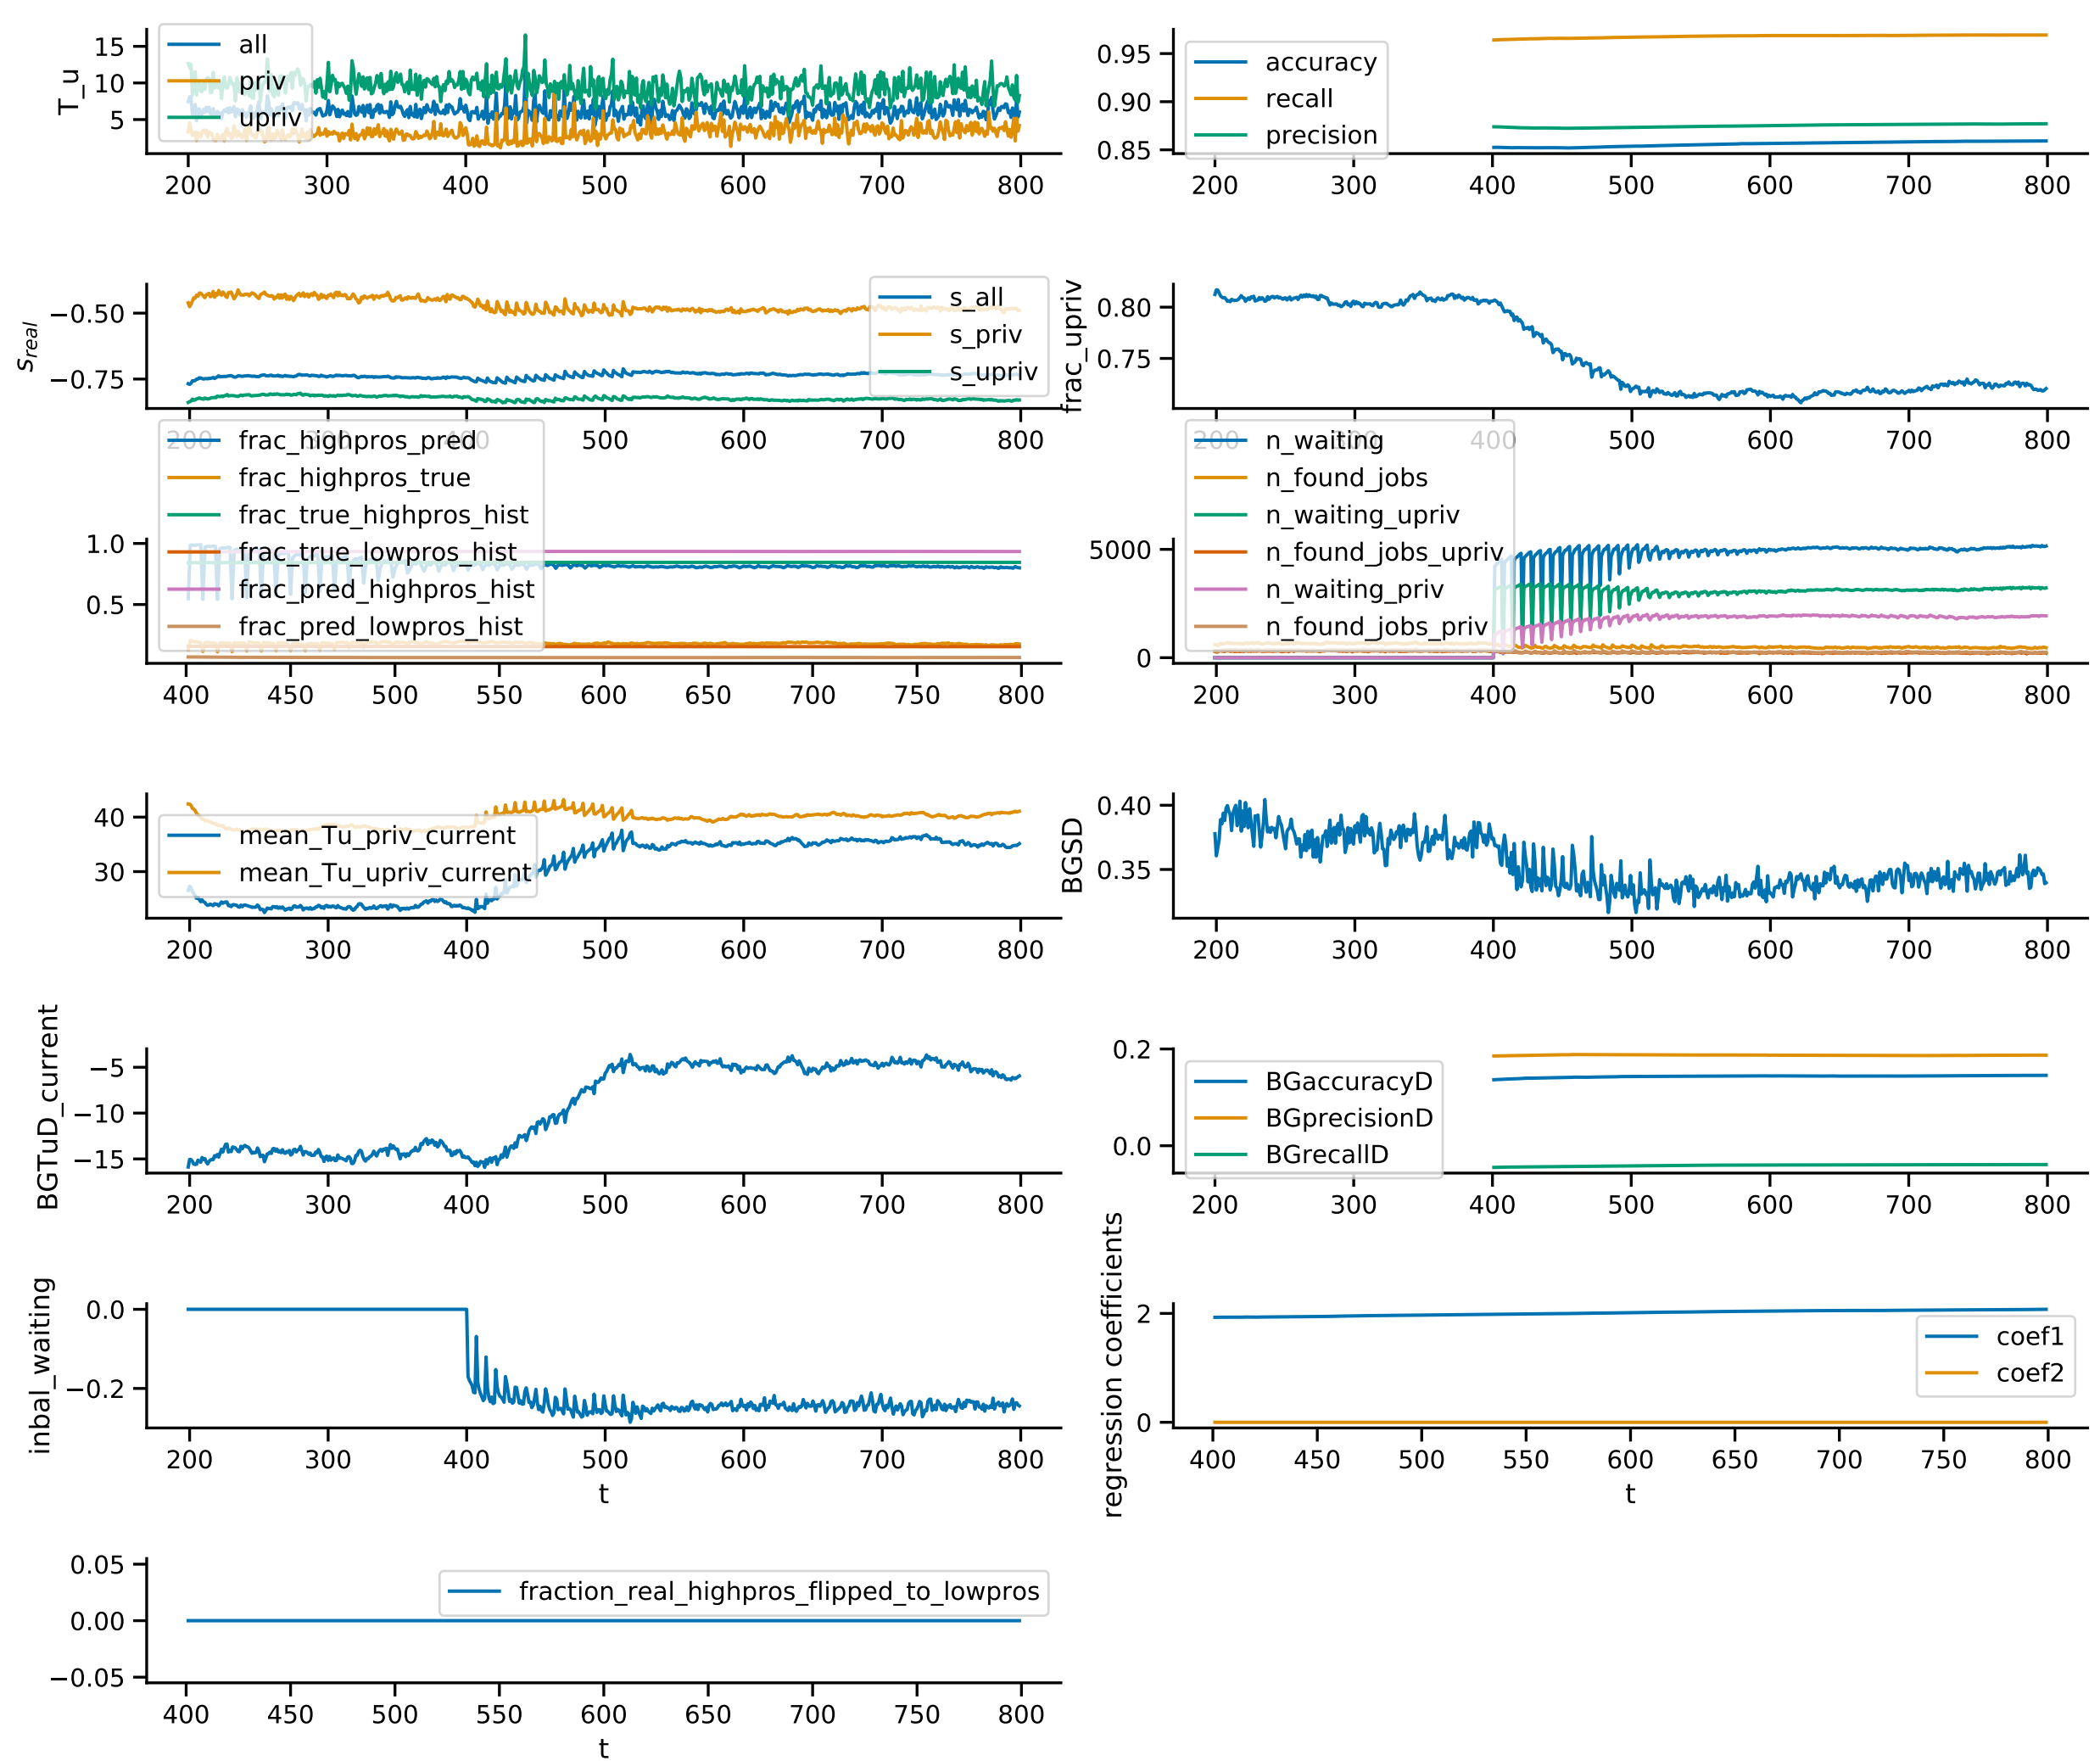 T_u
15
10
5
all
priv
upriv
200 300 400 500 600 700 800
0.95
0.90
0.85
accuracy
recall
precision
200 300 400 500 600 700 800
s_real
−0.50
−0.75
s_all
s_priv
s_upriv
200 300 400 500 600 700 800
frac_upriv
0.80
0.75
200 300 400 500 600 700 800
1.0
0.5
frac_highpros_pred
frac_highpros_true
frac_true_highpros_hist
frac_true_lowpros_hist
frac_pred_highpros_hist
frac_pred_lowpros_hist
400 450 500 550 600 650 700 750 800
5000
0
n_waiting
n_found_jobs
n_waiting_upriv
n_found_jobs_upriv
n_waiting_priv
n_found_jobs_priv
200 300 400 500 600 700 800
40
30
mean_Tu_priv_current
mean_Tu_upriv_current
200 300 400 500 600 700 800
BGSD
0.40
0.35
200 300 400 500 600 700 800
BGTuD_current
−5
−10
−15
200 300 400 500 600 700 800
0.2
0.0
BGaccuracyD
BGprecisionD
BGrecallD
200 300 400 500 600 700 800
inbal_waiting
0.0
−0.2
200 300 400 500 600 700 800
t
regression coefficients
2
0
coef1
coef2
400 450 500 550 600 650 700 750 800
t
0.05
0.00
−0.05
fraction_real_highpros_flipped_to_lowpros
400 450 500 550 600 650 700 750 800
t